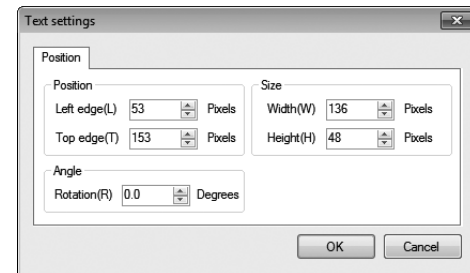 Text settings
Position
Position
Left edge(L) 53 Pixels
Top edge(T) 153 Pixels
Size
Width(W) 136 Pixels
Height(H) 48 Pixels
Angle
Rotation(R) 0.0 Degrees
OK Cancel